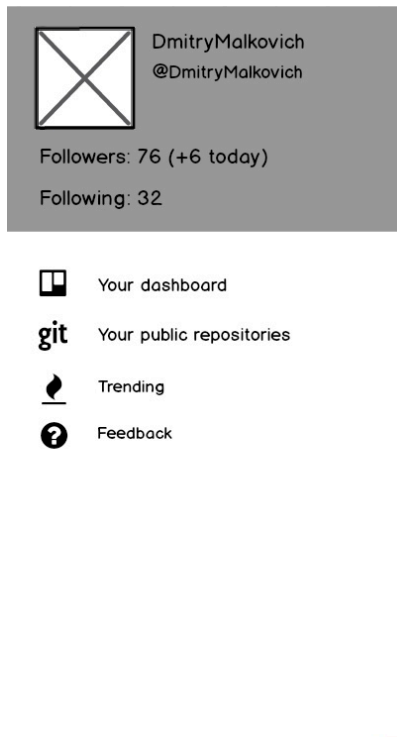 DmitryMalkovich
@DmitryMalkovich
Followers: 76 (+6 today)
Following: 32
Your dashboard
git Your public repositories
Trending
? Feedback